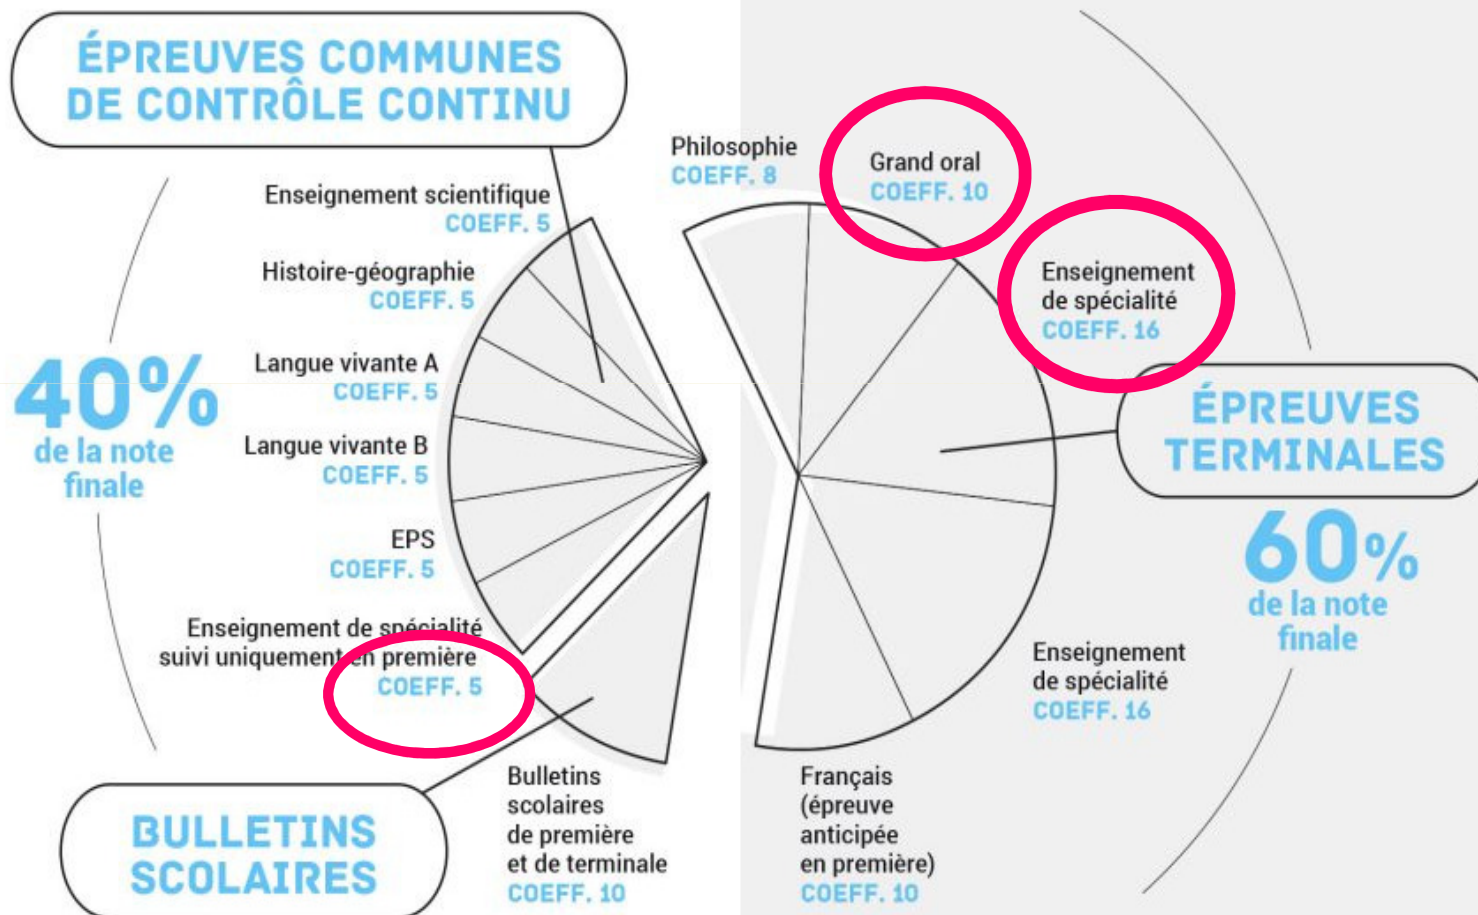 ÉPREUVES COMMUNES
DE CONTRÔLE CONTINU
Enseignement scientifique
COEFF. 5
Histoire-géographie
COEFF. 5
Langue vivante A
COEFF. 5
Langue vivante B
COEFF. 5
EPS
COEFF. 5
Enseignement de spécialité
suivi uniquement en première
COEFF. 5
40%
de la note
finale
BULLETINS
SCOLAIRES
Bulletins
scolaires
de première
et de terminale
COEFF. 10
Philosophie
COEFF. 8
Grand oral
COEFF. 10
Enseignement
de spécialité
COEFF. 16
ÉPREUVES
TERMINALES
60%
de la note
finale
Enseignement
de spécialité
COEFF. 16
Français
(épreuve
anticipée
en première)
COEFF. 10